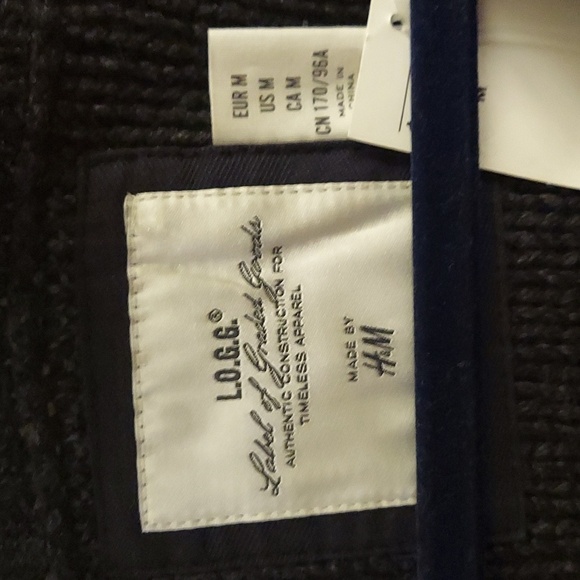 EUR M
US M
CA M
CN 170/96A
MADE IN
CHINA
M
L.O.G.G.®
Label of Graded Goods
AUTHENTIC CONSTRUCTION FOR
TIMELESS APPAREL
MADE BY
H&M